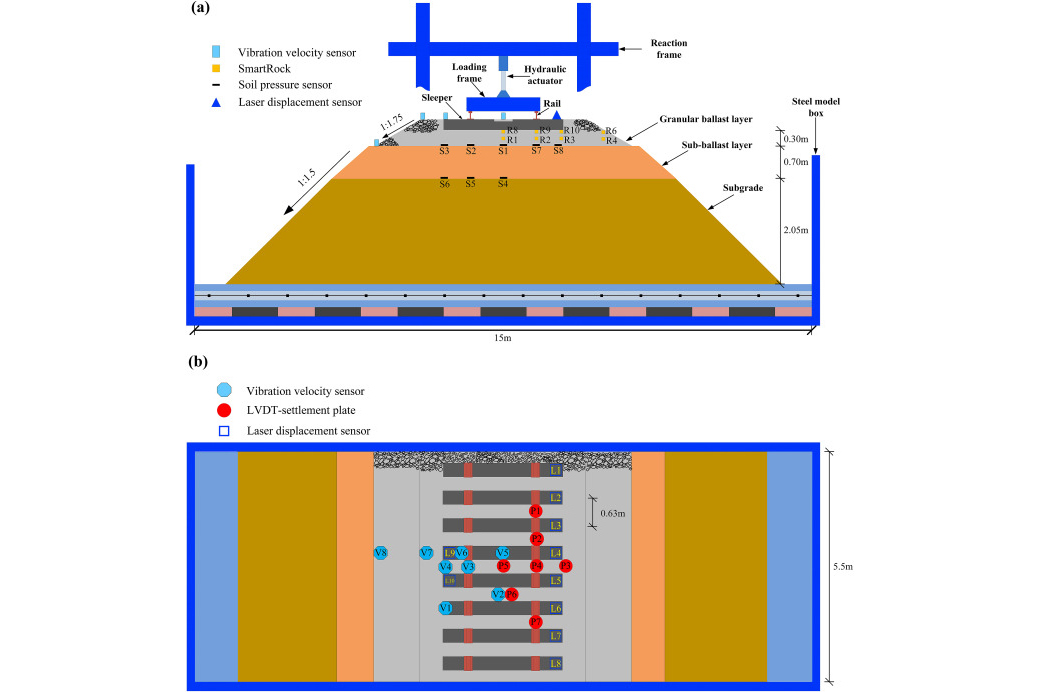 (a)
Vibration velocity sensor
SmartRock
Soil pressure sensor
Laser displacement sensor
Reaction
frame
Loading
frame
Hydraulic
actuator
Sleeper
Rail
Steel model
box
Granular ballast layer
Sub-ballast layer
Subgrade
1:1.75
1:1.5
R8 R9 R10 R6
R1 R2 R3 R4
S3 S2 S1 S7 S8
S6 S5 S4
0.30m
0.70m
2.05m
15m
(b)
Vibration velocity sensor
LVDT-settlement plate
Laser displacement sensor
L1
L2
P1
0.63m
L3
P2
V8 V7 L9 V6 V5 L4
V4 V3 P5 P4 P3
5.5m
L10 L5
V2 P6
V1 L6
P7
L7
L8